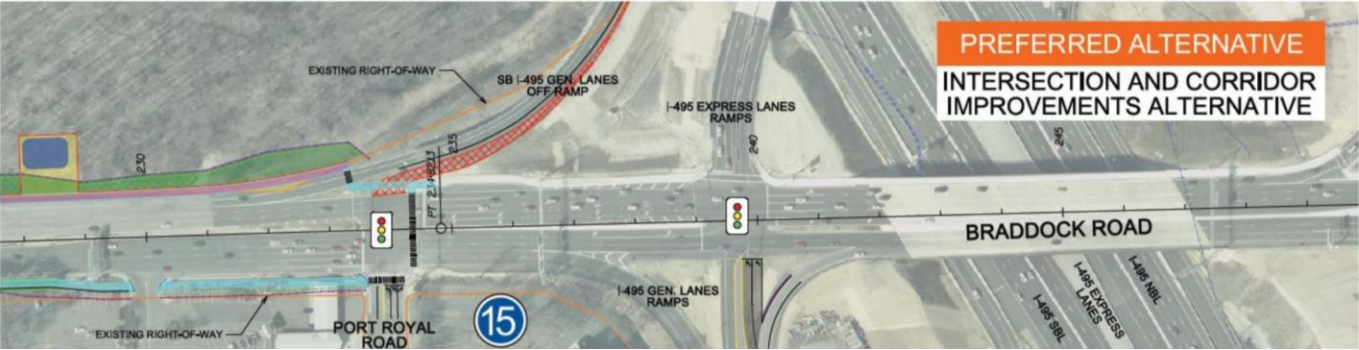 PREFERRED ALTERNATIVE
INTERSECTION AND CORRIDOR
IMPROVEMENTS ALTERNATIVE
EXISTING RIGHT-OF-WAY
SB I-495 GEN. LANES
OFF RAMP
I-495 EXPRESS LANES
RAMPS
230
235
240
245
PT
BRADDOCK ROAD
I-495 GEN. LANES
RAMPS
I-495 SBL
I-495 EXPRESS
LANES
I-495 NBL
EXISTING RIGHT-OF-WAY
PORT ROYAL
ROAD
15